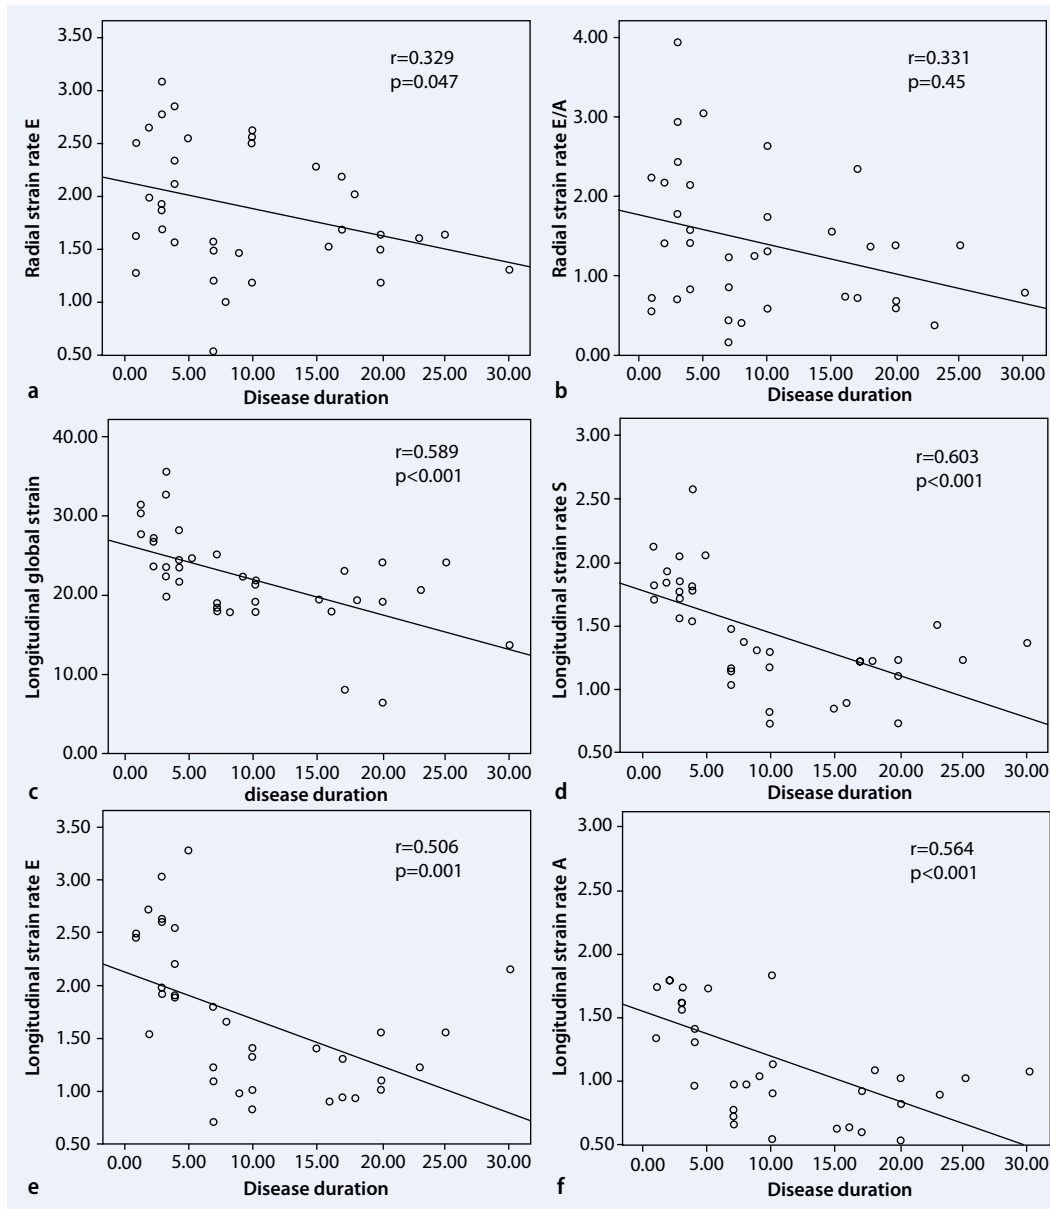 3.50
3.00
2.50
2.00
1.50
1.00
0.50
Radial strain rate E
r=0.329
p=0.047
0.00 5.00 10.00 15.00 20.00 25.00 30.00
a
Disease duration
4.00
3.00
2.00
1.00
0.00
Radial strain rate E/A
r=0.331
p=0.45
0.00 5.00 10.00 15.00 20.00 25.00 30.00
b
Disease duration
40.00
30.00
20.00
10.00
0.00
Longitudinal global strain
r=0.589
p<0.001
0.00 5.00 10.00 15.00 20.00 25.00 30.00
c
disease duration
3.00
2.50
2.00
1.50
1.00
0.50
Longitudinal strain rate S
r=0.603
p<0.001
0.00 5.00 10.00 15.00 20.00 25.00 30.00
d
Disease duration
3.50
3.00
2.50
2.00
1.50
1.00
0.50
Longitudinal strain rate E
r=0.506
p=0.001
0.00 5.00 10.00 15.00 20.00 25.00 30.00
e
Disease duration
3.00
2.50
2.00
1.50
1.00
0.50
Longitudinal strain rate A
r=0.564
p<0.001
0.00 5.00 10.00 15.00 20.00 25.00 30.00
f
Disease duration